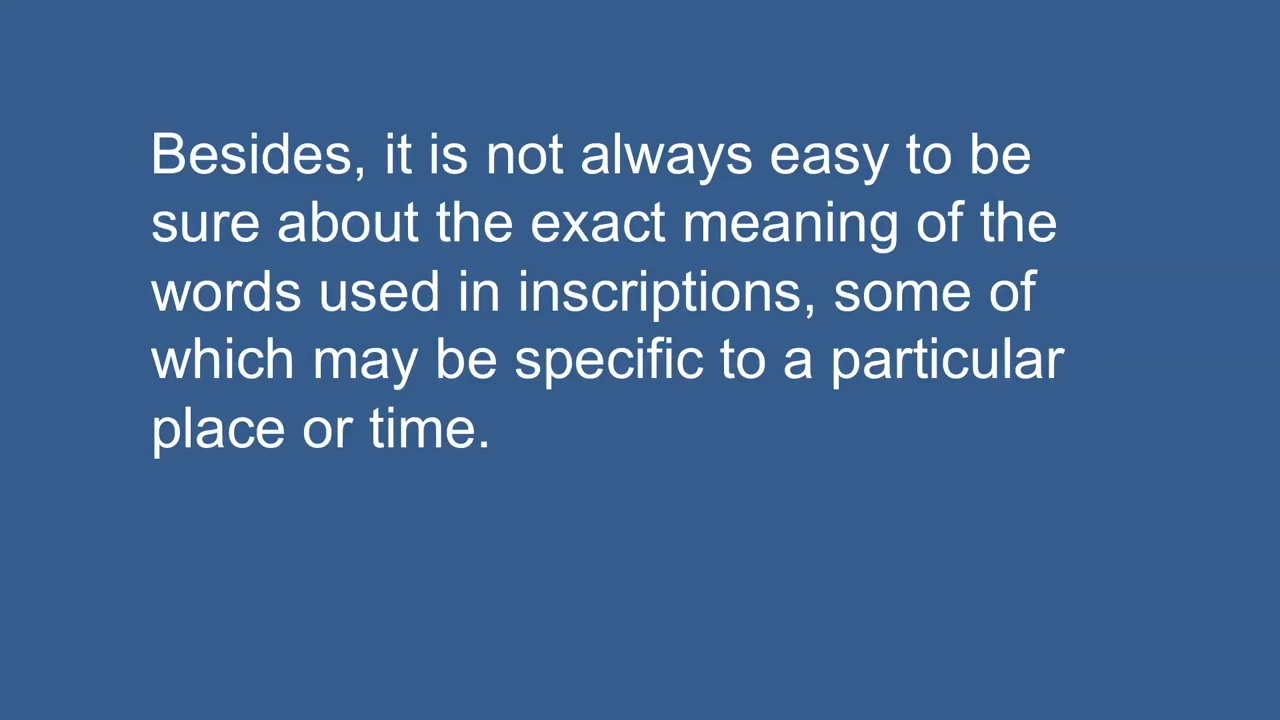 Besides, it is not always easy to be
sure about the exact meaning of the
words used in inscriptions, some of
which may be specific to a particular
place or time.